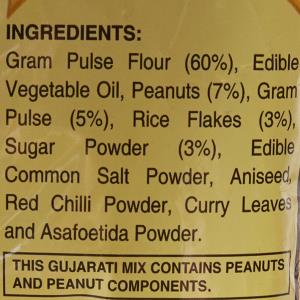 INGREDIENTS:
Gram Pulse Flour (60%), Edible
Vegetable Oil, Peanuts (7%), Gram
Pulse (5%), Rice Flakes (3%),
Sugar Powder (3%), Edible
Common Salt Powder, Aniseed,
Red Chilli Powder, Curry Leaves
and Asafoetida Powder.
THIS GUJARATI MIX CONTAINS PEANUTS
AND PEANUT COMPONENTS.